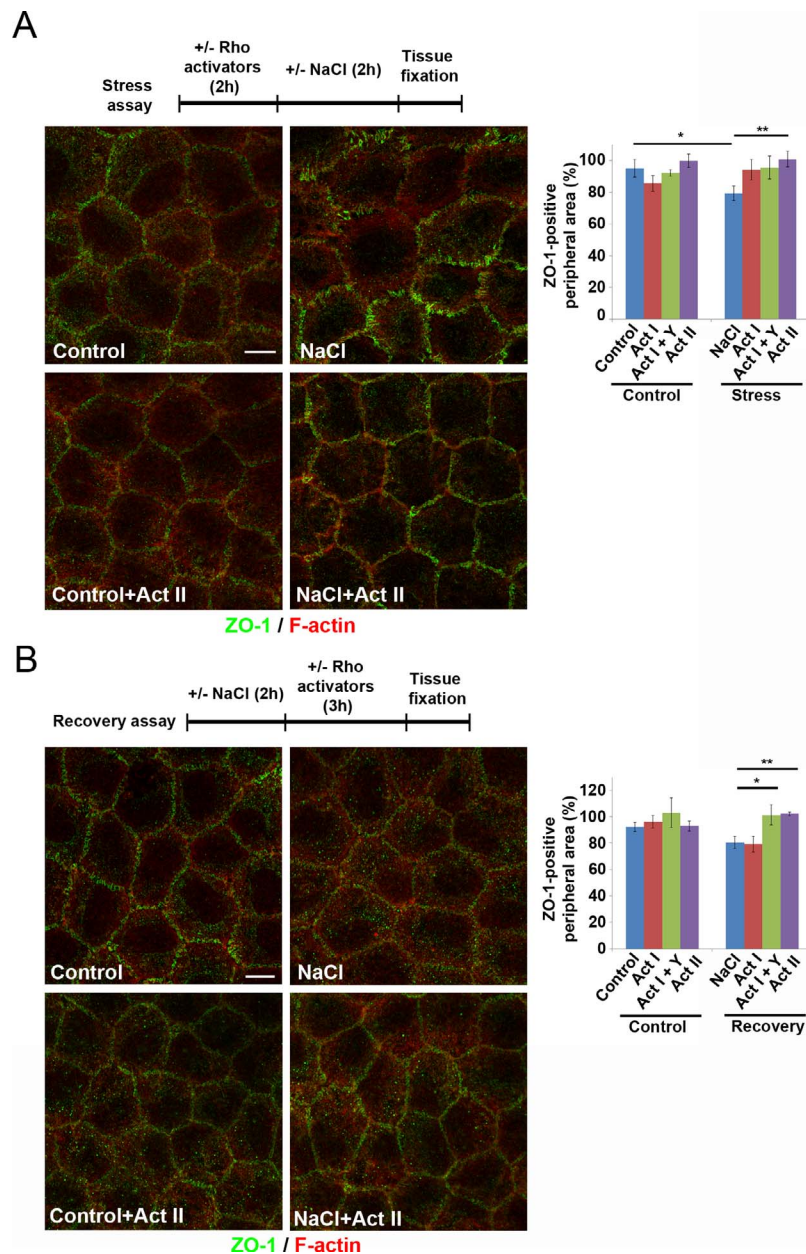 A
Stress
assay
+/- Rho
activators
(2h)
+/- NaCl (2h)
Tissue
fixation
Control
NaCl
Control+Act II
NaCl+Act II
ZO-1 / F-actin
ZO-1-positive
peripheral area (%)
100
80
60
40
20
0
*
**
Control
Act I
Act I + Y
Act II
NaCl
Act I
Act I + Y
Act II
Control
Stress
B
Recovery assay
+/- NaCl (2h)
+/- Rho
activators
(3h)
Tissue
fixation
Control
NaCl
Control+Act II
NaCl+Act II
ZO-1 / F-actin
ZO-1-positive
peripheral area (%)
120
100
80
60
40
20
0
**
*
Control
Act I
Act I + Y
Act II
NaCl
Act I
Act I + Y
Act II
Control
Recovery